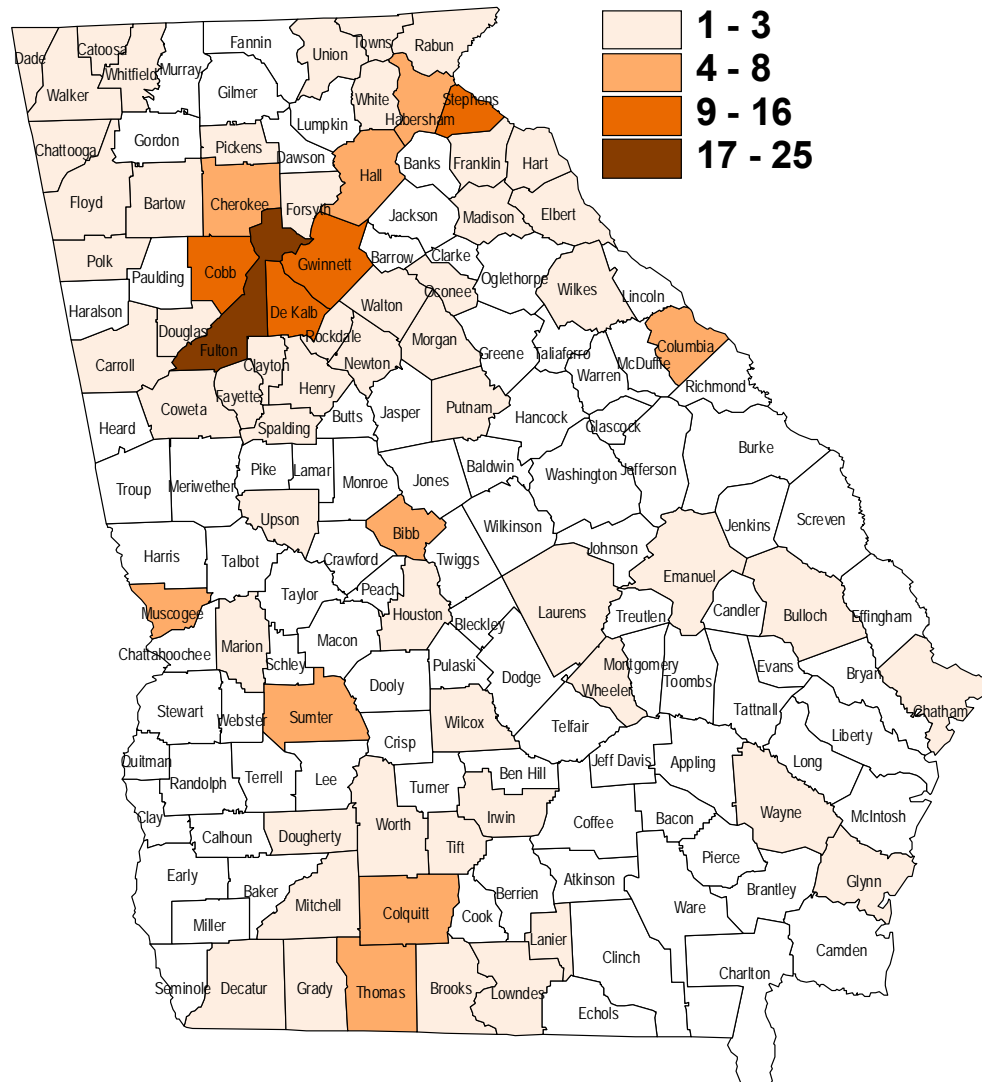 1 - 3
4 - 8
9 - 16
17 - 25
Dade
Catoosa
Whitfield
Murray
Fannin
Union
Towns
Rabun
Walker
Gilmer
White
Habersham
Stephens
Lumpkin
Chattooga
Gordon
Pickens
Dawson
Hall
Banks
Franklin
Hart
Floyd
Bartow
Cherokee
Forsyth
Jackson
Madison
Elbert
Polk
Paulding
Cobb
Gwinnett
Barrow
Clarke
Oconee
Oglethorpe
Wilkes
Lincoln
Haralson
Douglas
Fulton
De Kalb
Rockdale
Walton
Morgan
Greene
Taliaferro
McDuffie
Columbia
Carroll
Clayton
Fayette
Henry
Newton
Warren
Richmond
Coweta
Spalding
Butts
Jasper
Putnam
Hancock
Glascock
Heard
Pike
Lamar
Monroe
Jones
Baldwin
Washington
Jefferson
Burke
Troup
Meriwether
Upson
Bibb
Wilkinson
Jenkins
Screven
Harris
Talbot
Crawford
Twiggs
Johnson
Emanuel
Taylor
Peach
Muscogee
Houston
Bleckley
Laurens
Treutlen
Candler
Bulloch
Effingham
Chattahoochee
Marion
Schley
Macon
Pulaski
Dodge
Montgomery
Wheeler
Toombs
Evans
Bryan
Chatham
Stewart
Webster
Sumter
Dooly
Wilcox
Telfair
Tattnall
Liberty
Quitman
Randolph
Terrell
Lee
Crisp
Turner
Ben Hill
Jeff Davis
Appling
Long
Clay
Calhoun
Dougherty
Worth
Irwin
Coffee
Bacon
Wayne
McIntosh
Early
Baker
Mitchell
Tift
Berrien
Atkinson
Pierce
Brantley
Glynn
Miller
Colquitt
Cook
Lanier
Ware
Seminole
Decatur
Grady
Thomas
Brooks
Lowndes
Clinch
Echols
Charlton
Camden